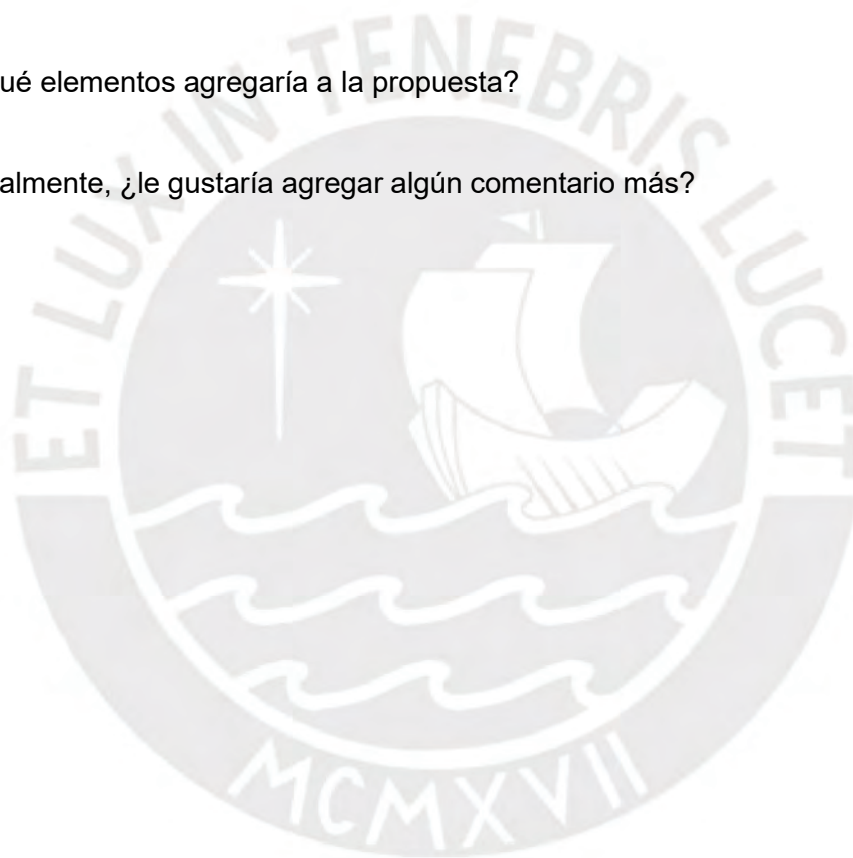 ué elementos agregaría a la propuesta?
almente, ¿le gustaría agregar algún comentario más?
ET LUX IN TENEBRIS LUCET
MCMXVII